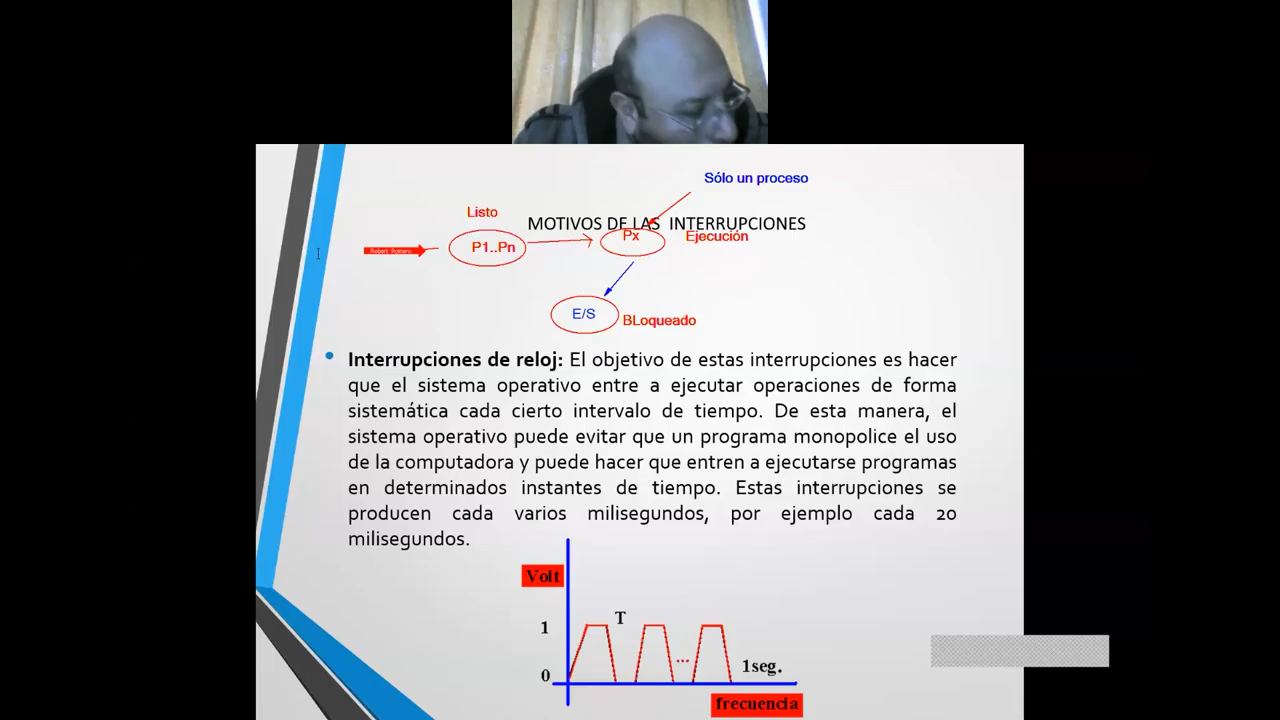 Sólo un proceso
Listo
MOTIVOS DE LAS INTERRUPCIONES
Px
Ejecución
Robert Romero
P1..Pn
E/S
BLoqueado
• Interrupciones de reloj: El objetivo de estas interrupciones es hacer
que el sistema operativo entre a ejecutar operaciones de forma
sistemática cada cierto intervalo de tiempo. De esta manera, el
sistema operativo puede evitar que un programa monopolice el uso
de la computadora y puede hacer que entren a ejecutarse programas
en determinados instantes de tiempo. Estas interrupciones se
producen cada varios milisegundos, por ejemplo cada 20
milisegundos.
Volt
T
1
...
1seg.
0
frecuencia